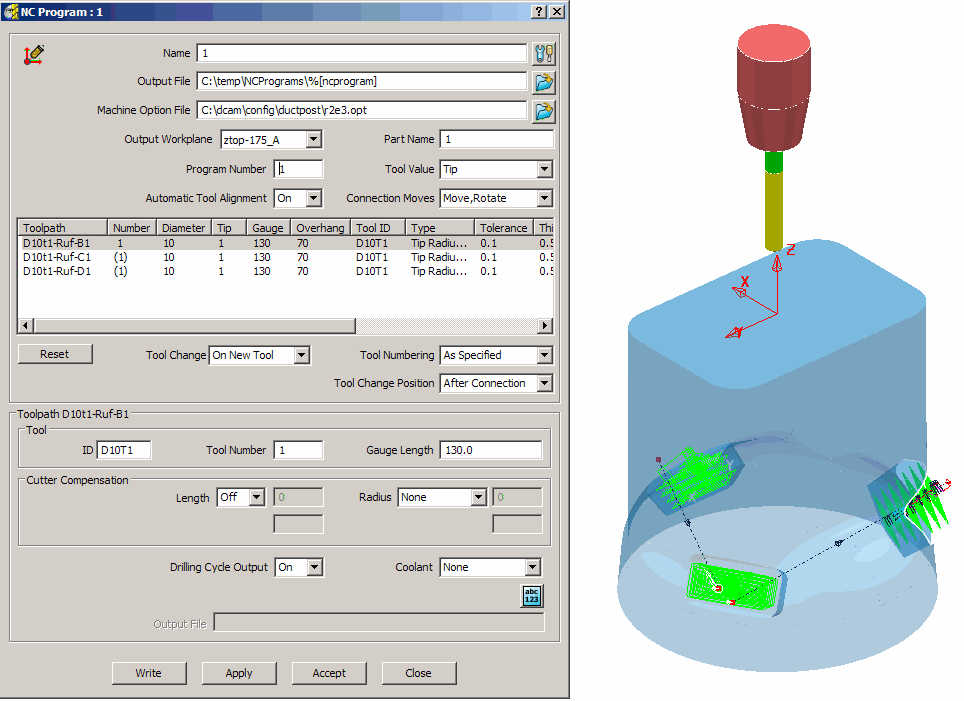 NC Program : 1
Name 1
Output File C:\temp\NCPrograms\%[ncprogram]
Machine Option File C:\dcam\config\ductpost\r2e3.opt
Output Workplane ztop-175_A Part Name 1
Program Number 1 Tool Value Tip
Automatic Tool Alignment On Connection Moves Move,Rotate
Toolpath Number Diameter Tip Gauge Overhang Tool ID Type Tolerance Thi
D10t1-Ruf-B1 1 10 1 130 70 D10T1 Tip Radiu... 0.1 0.5
D10t1-Ruf-C1 (1) 10 1 130 70 D10T1 Tip Radiu... 0.1 0.5
D10t1-Ruf-D1 (1) 10 1 130 70 D10T1 Tip Radiu... 0.1 0.5
Reset Tool Change On New Tool Tool Numbering As Specified
Tool Change Position After Connection
Toolpath D10t1-Ruf-B1
Tool
ID D10T1 Tool Number 1 Gauge Length 130.0
Cutter Compensation
Length Off 0 Radius None 0
Drilling Cycle Output On Coolant None
abc
123
Output File
Write Apply Accept Close
Z
X
Y